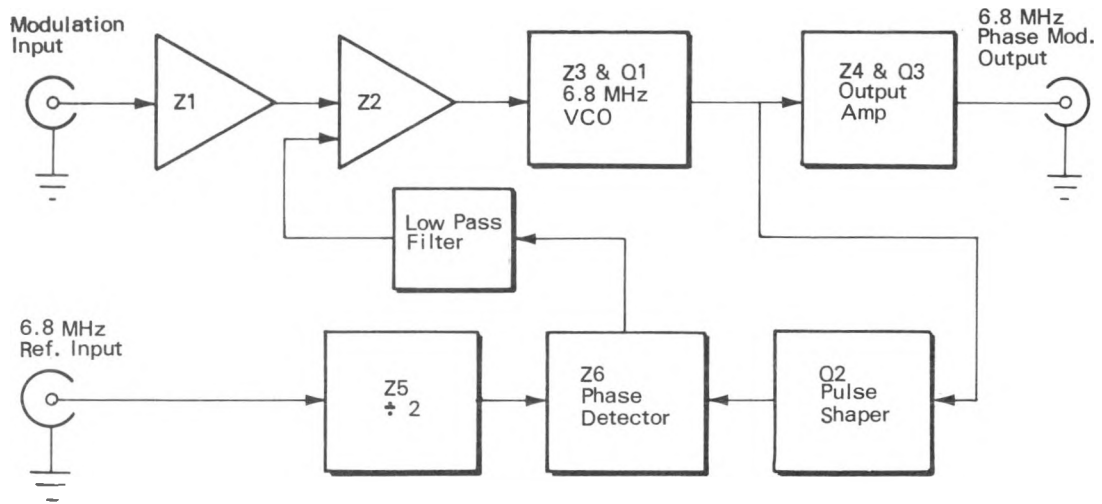 Modulation
Input
Z1
Z2
Z3 & Q1
6.8 MHz
VCO
Z4 & Q3
Output
Amp
6.8 MHz
Phase Mod.
Output
Low Pass
Filter
6.8 MHz
Ref. Input
Z5
÷ 2
Z6
Phase
Detector
Q2
Pulse
Shaper